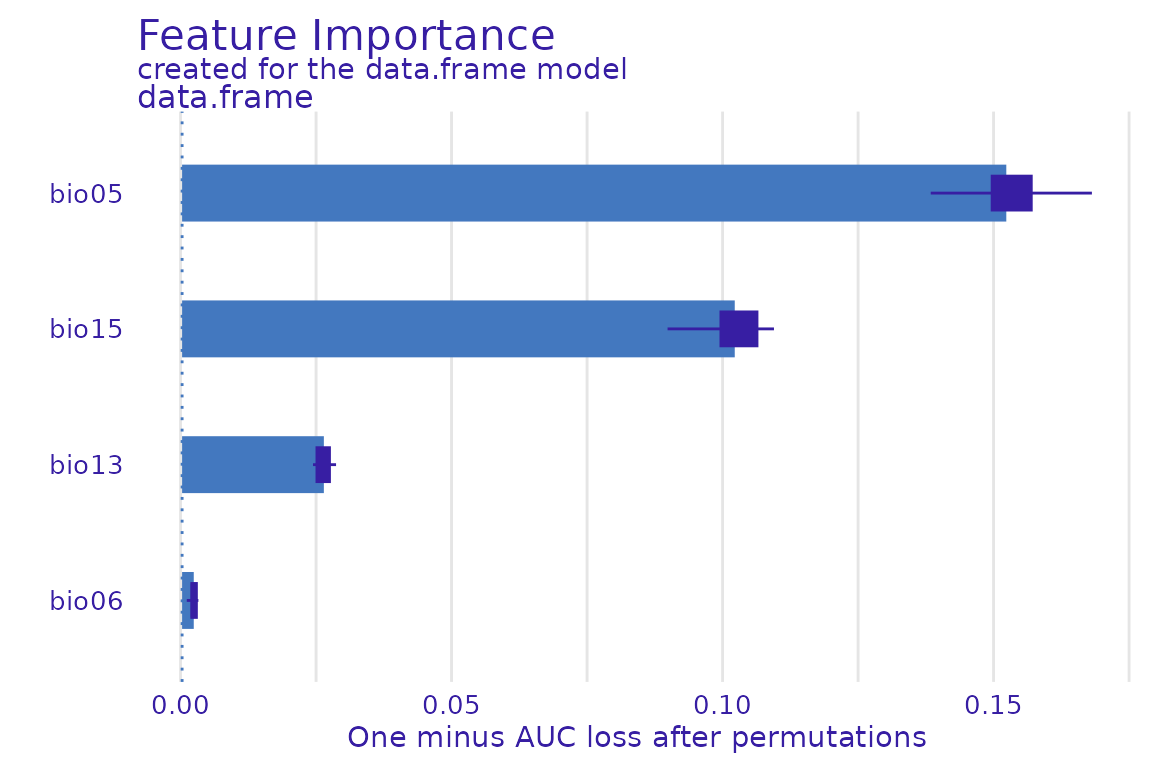 Feature Importance
created for the data.frame model
data.frame
bio05
bio15
bio13
bio06
0.00 0.05 0.10 0.15
One minus AUC loss after permutations